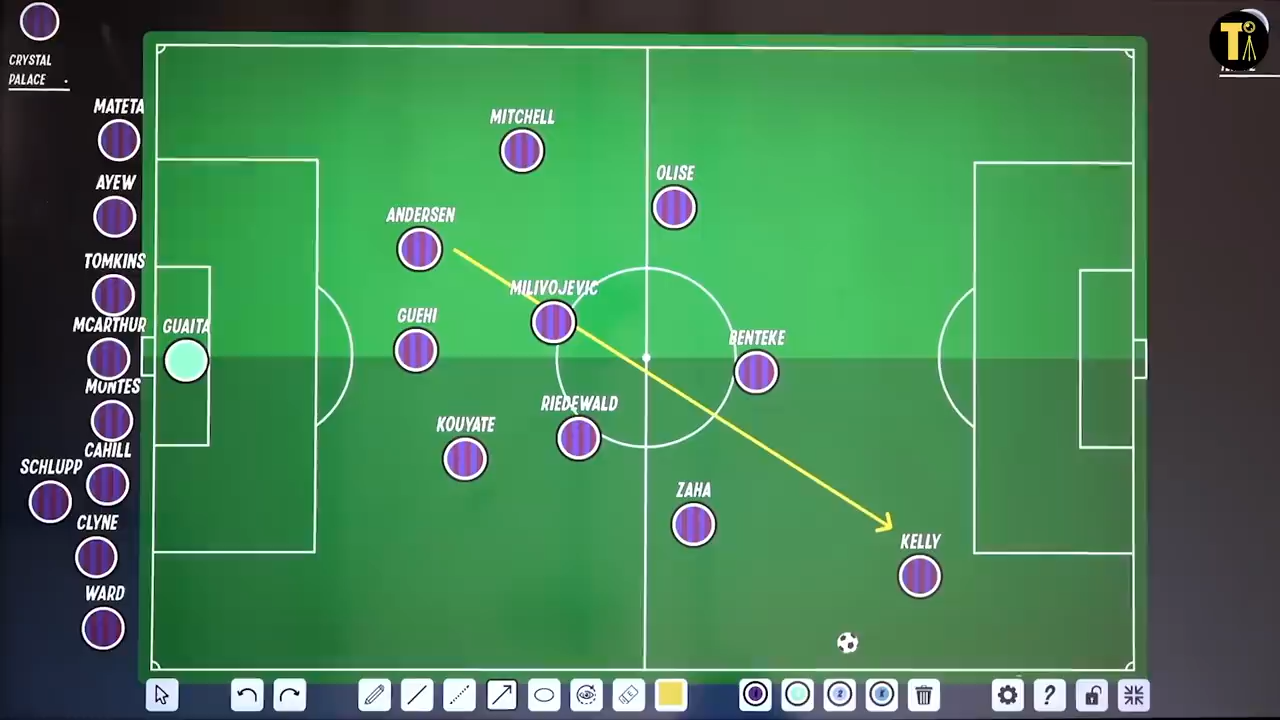 CRYSTAL
PALACE
Ti
MATETA
MITCHELL
AYEW
OLISE
ANDERSEN
TOMKINS
MILIVOJEVIC
MCARTHUR
GUAITA
GUEHI
BENTEKE
MONTES
RIEDEWALD
KOUYATE
CAHILL
SCHLUPP
ZAHA
CLYNE
KELLY
WARD
?